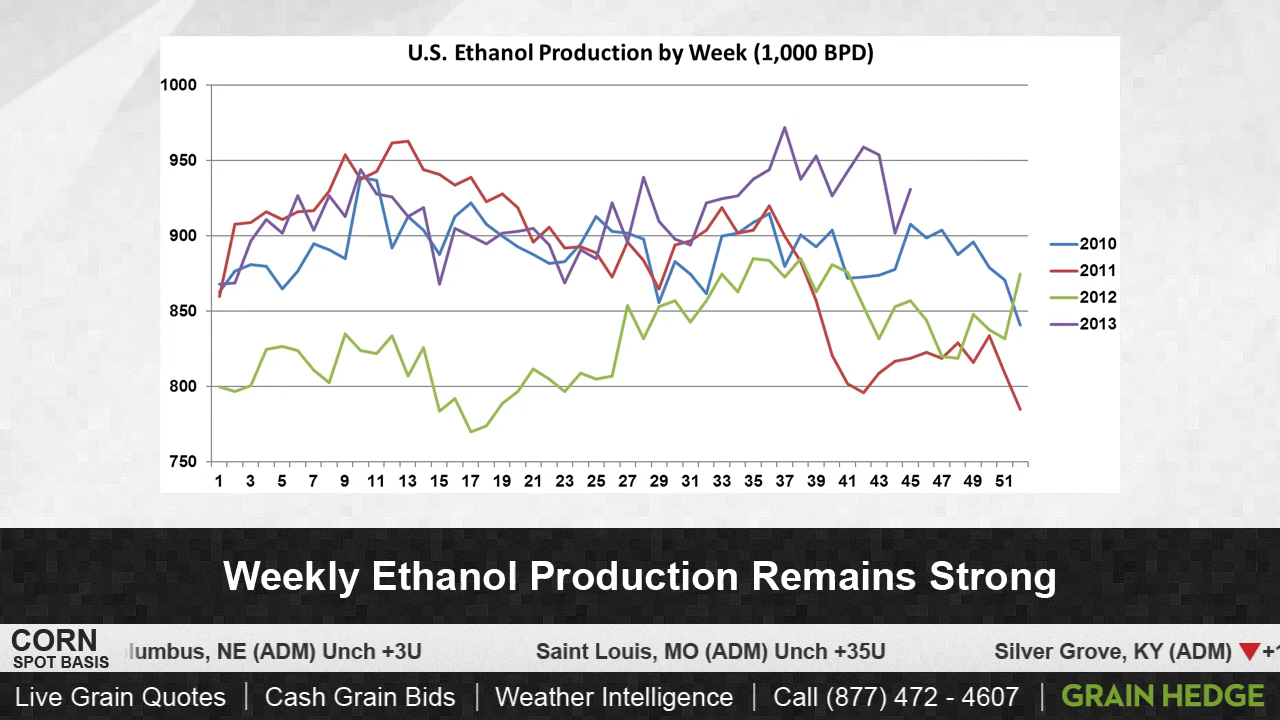 U.S. Ethanol Production by Week (1,000 BPD)
1000
950
900
850
800
750
1 3 5 7 9 11 13 15 17 19 21 23 25 27 29 31 33 35 37 39 41 43 45 47 49 51
2010
2011
2012
2013
Weekly Ethanol Production Remains Strong
CORN
SPOT BASIS
lumbus, NE (ADM) Unch +3U Saint Louis, MO (ADM) Unch +35U Silver Grove, KY (ADM) ▼+1
Live Grain Quotes | Cash Grain Bids | Weather Intelligence | Call (877) 472 - 4607 | GRAIN HEDGE